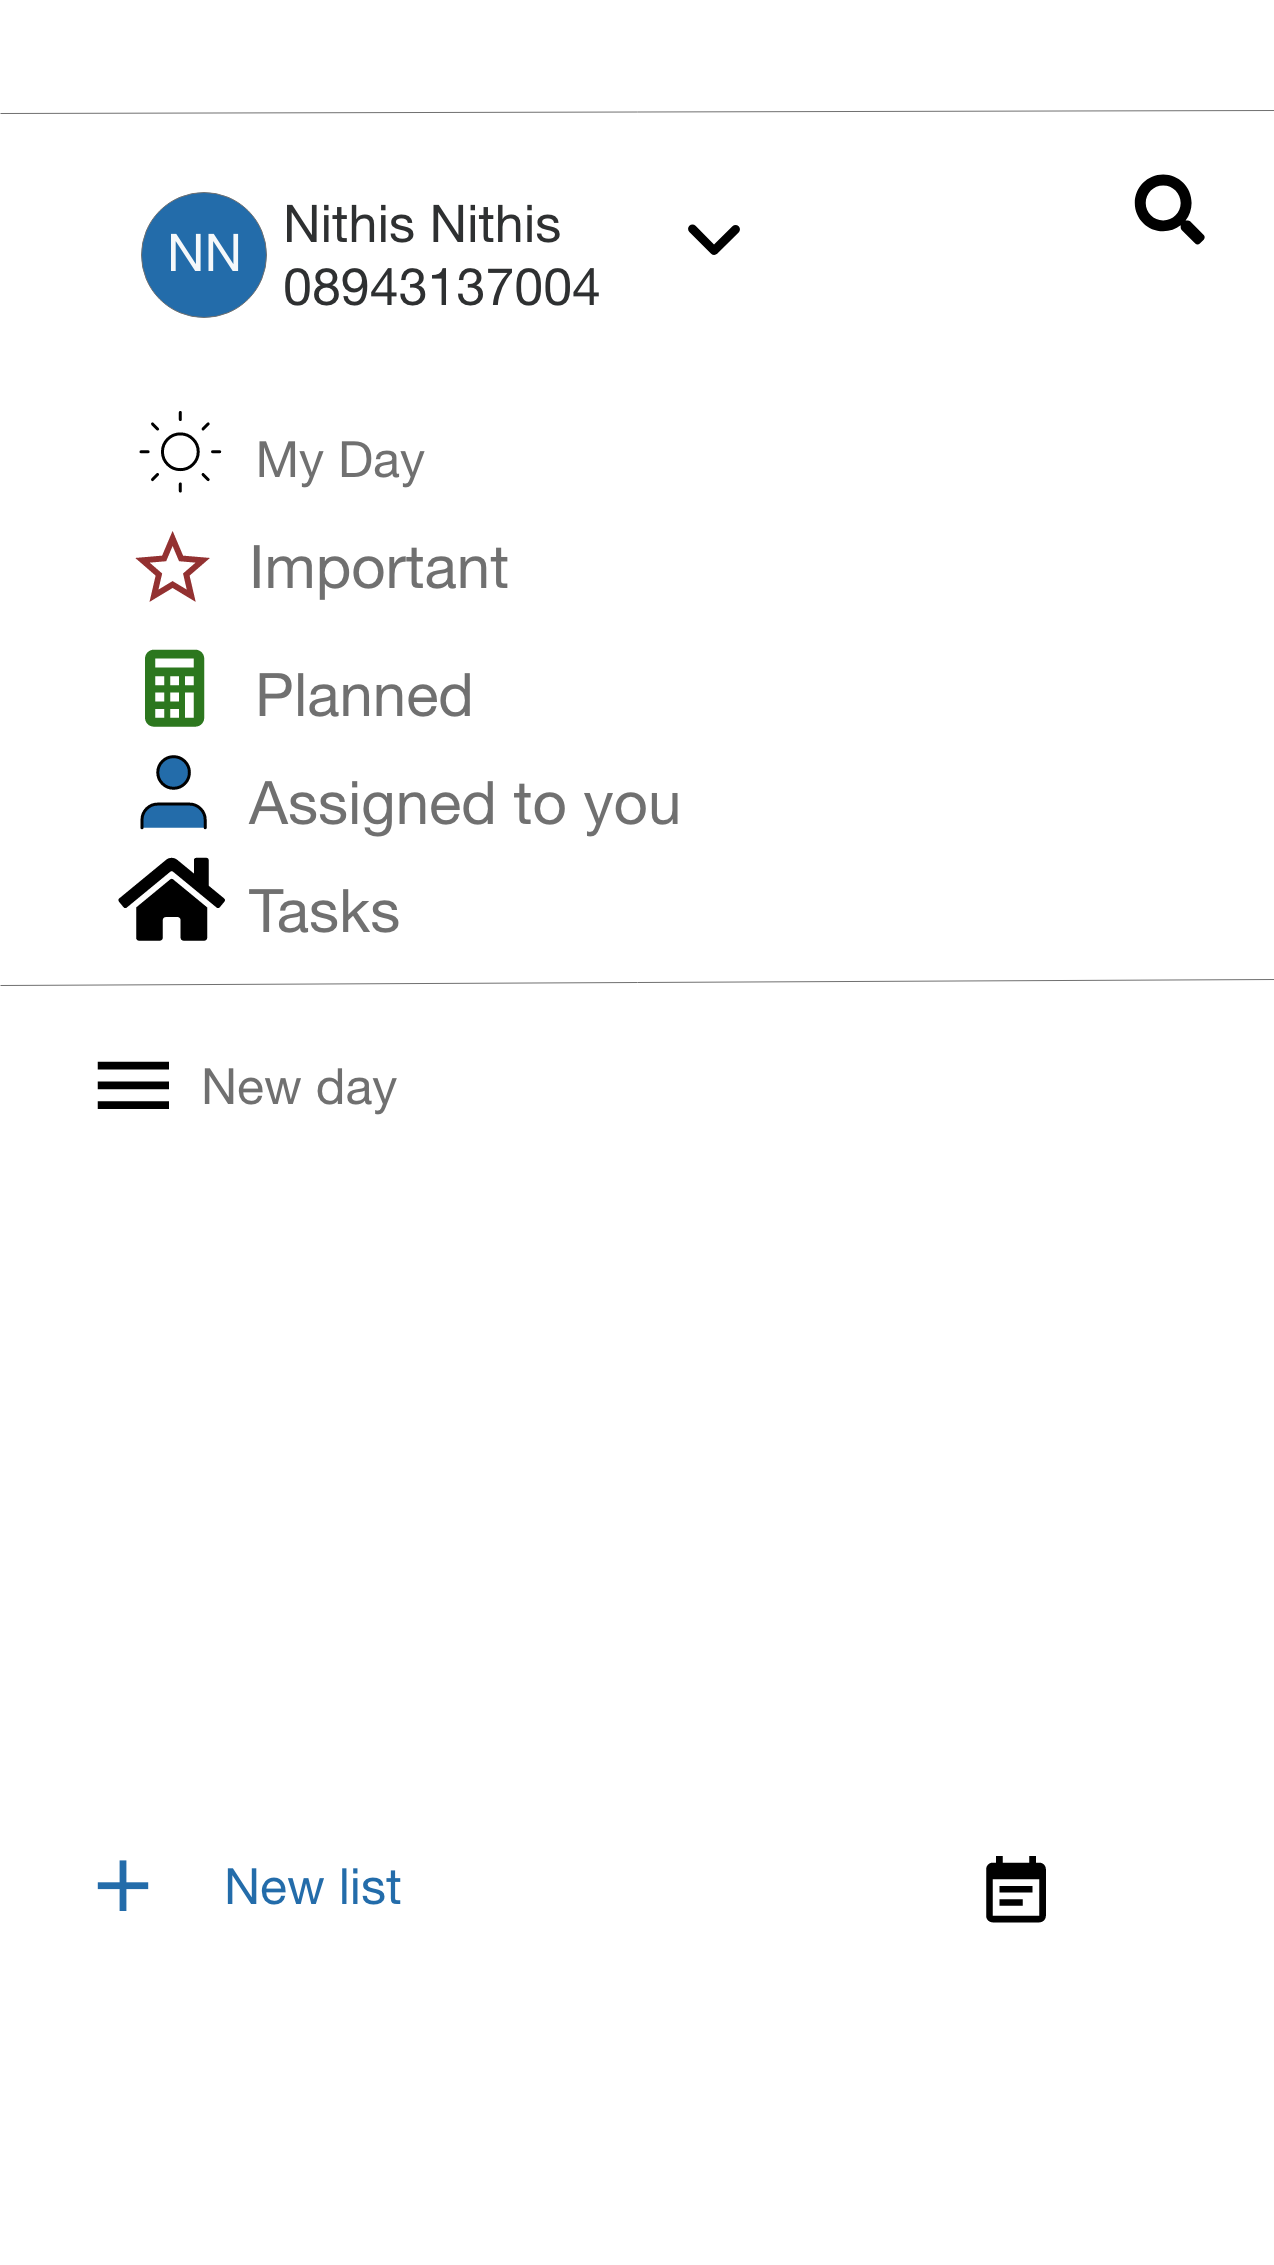 NN
Nithis Nithis
08943137004
My Day
Important
Planned
Assigned to you
Tasks
New day
New list